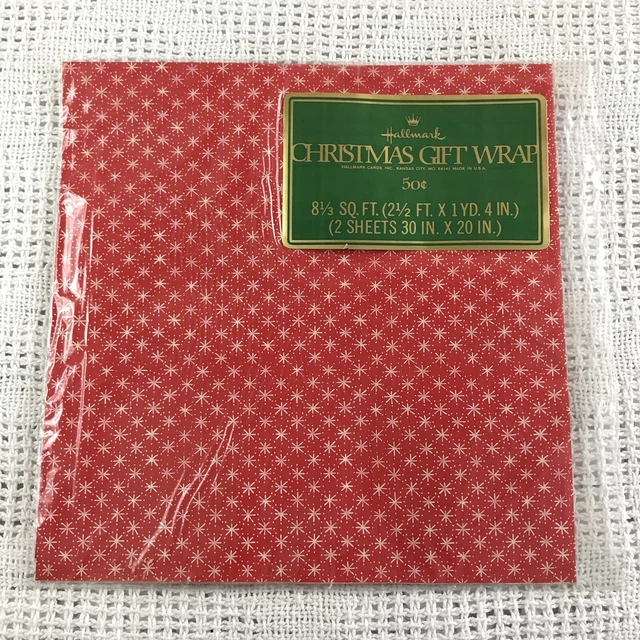 Hallmark
CHRISTMAS GIFT WRAP
HALLMARK CARDS, INC. KANSAS CITY, MO. 64141 MADE IN U.S.A.
50¢
8⅓ SQ. FT. (2½ FT. X 1 YD. 4 IN.)
(2 SHEETS 30 IN. X 20 IN.)